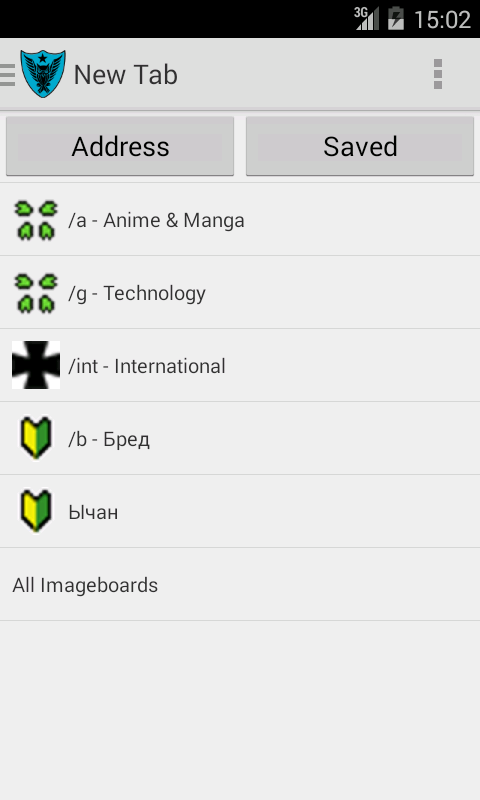 3G 15:02
New Tab
Address Saved
/a - Anime & Manga
/g - Technology
/int - International
/b - Бред
Ычан
All Imageboards